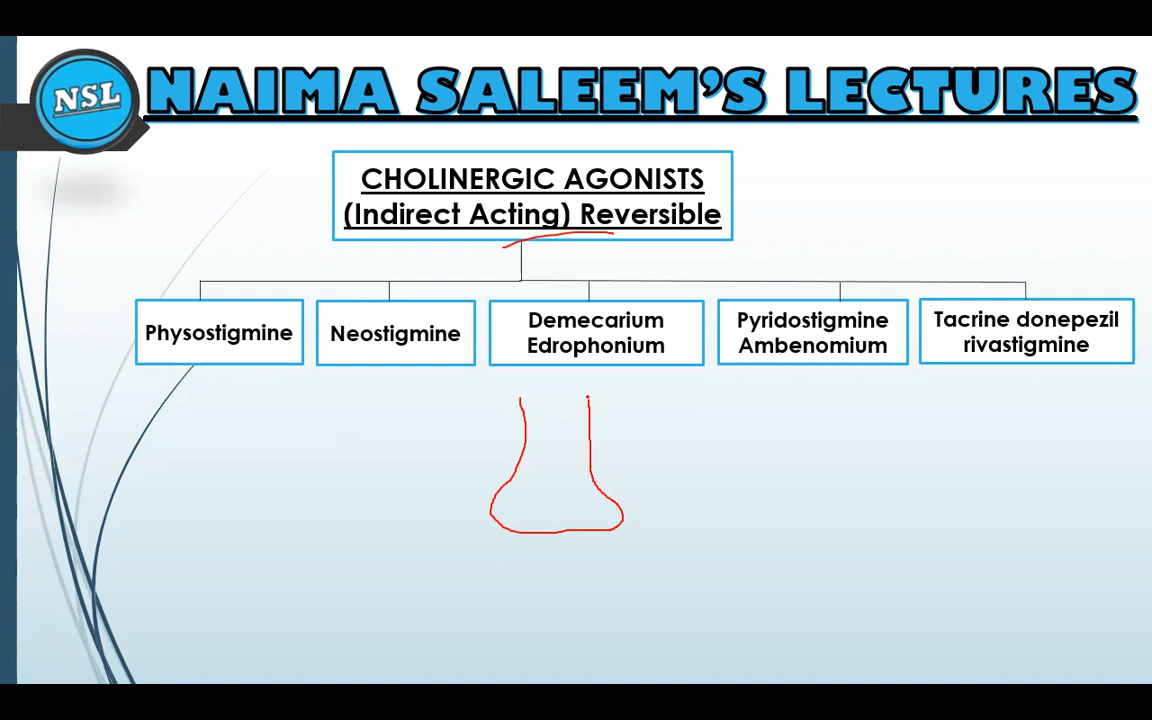 NSL
NAIMA SALEEM'S LECTURES
CHOLINERGIC AGONISTS
(Indirect Acting) Reversible
Physostigmine
Neostigmine
Demecarium
Edrophonium
Pyridostigmine
Ambenomium
Tacrine donepezil
rivastigmine